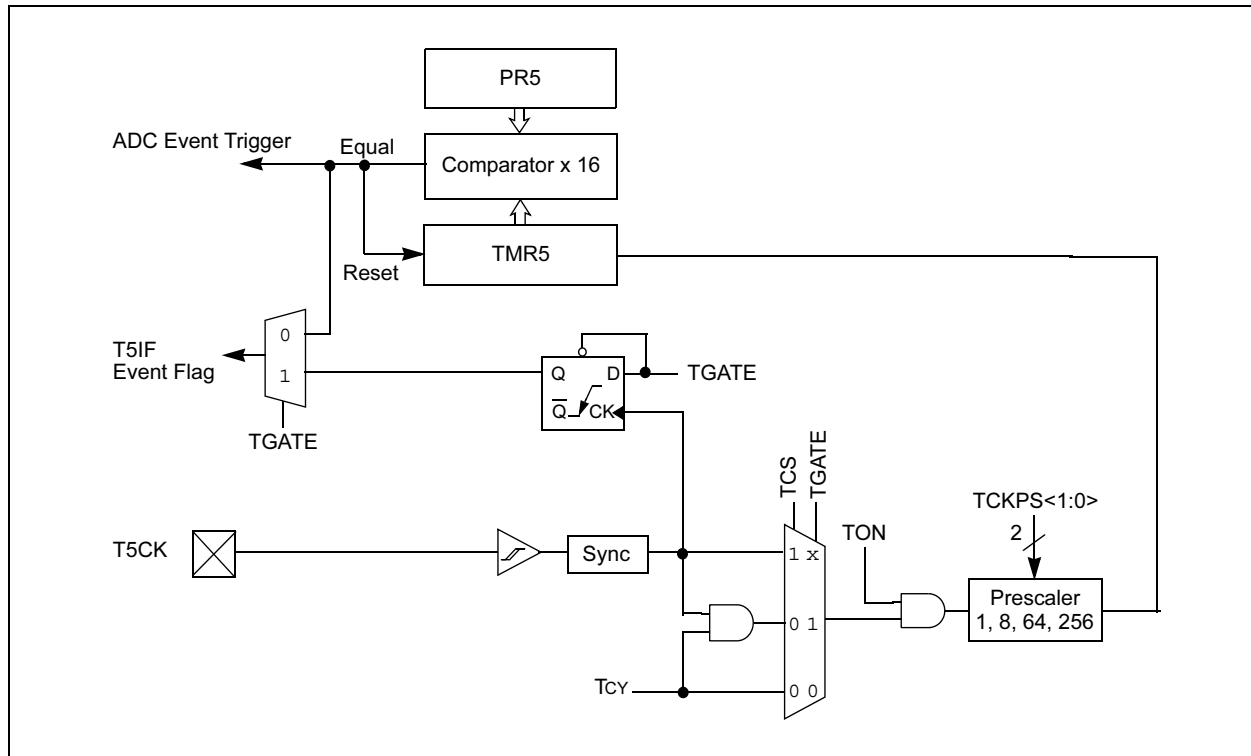 PR5
ADC Event Trigger
Equal
Comparator x 16
TMR5
Reset
0
T5IF
Event Flag
1
Q D
TGATE
Q̅ CK
TGATE
TCS
TGATE
TCKPS<1:0>
2
T5CK
Sync
1 x
TON
Prescaler
1, 8, 64, 256
0 1
TCY
0 0